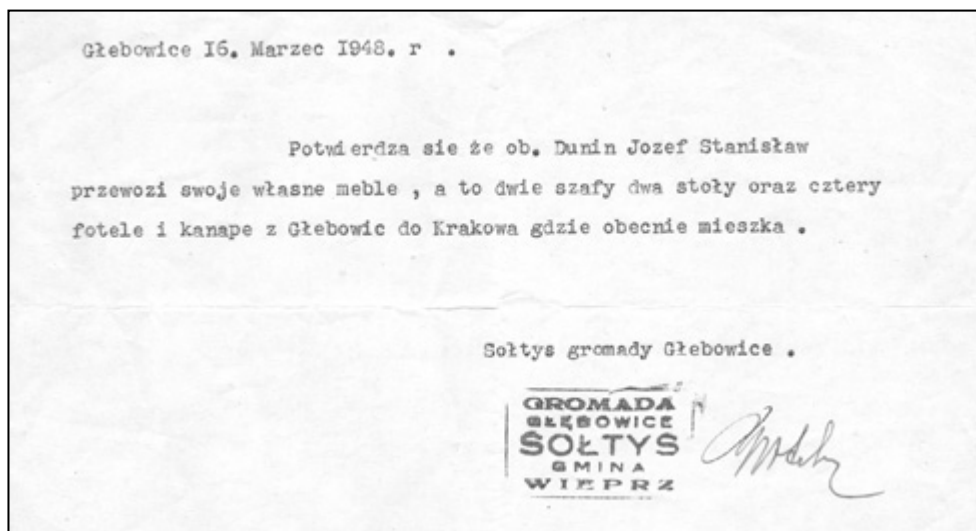 Głebowice I6. Marzec I948. r .
Potwierdza sie że ob. Dunin Jozef Stanisław
przewozi swoje własne meble , a to dwie szafy dwa stoły oraz cztery
fotele i kanape z Głebowic do Krakowa gdzie obecnie mieszka .
Sołtys gromady Głebowice .
GROMADA
GŁĘBOWICE
SOŁTYS
GMINA
WIEPRZ